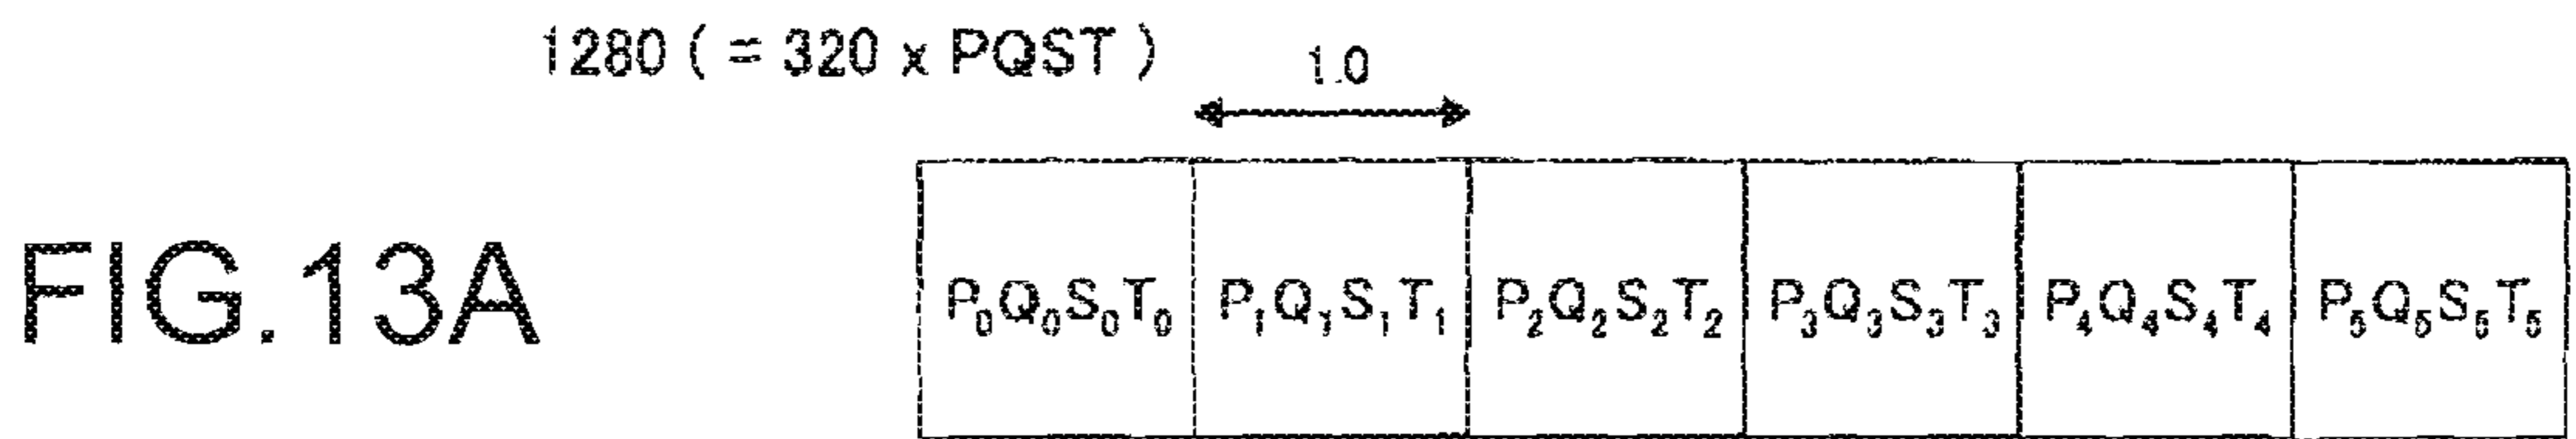 1280 ( = 320 x PQST )
1.0
FIG.13A
P₀Q₀S₀T₀ P₁Q₁S₁T₁ P₂Q₂S₂T₂ P₃Q₃S₃T₃ P₄Q₄S₄T₄ P₅Q₅S₅T₅